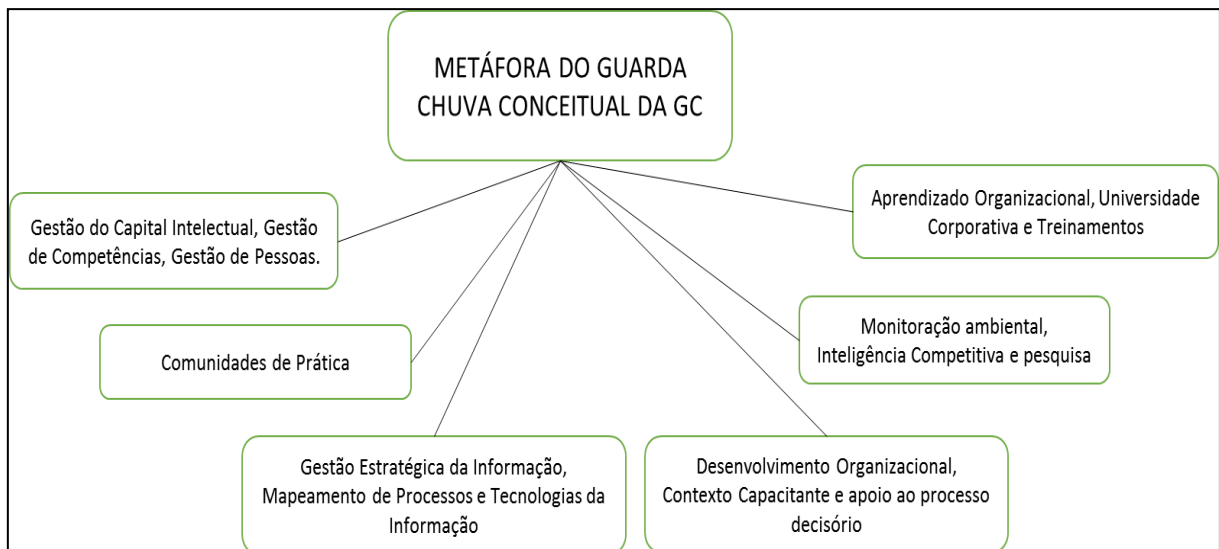 METÁFORA DO GUARDA
CHUVA CONCEITUAL DA GC
Gestão do Capital Intelectual, Gestão
de Competências, Gestão de Pessoas.
Aprendizado Organizacional, Universidade
Corporativa e Treinamentos
Comunidades de Prática
Monitoração ambiental,
Inteligência Competitiva e pesquisa
Gestão Estratégica da Informação,
Mapeamento de Processos e Tecnologias da
Informação
Desenvolvimento Organizacional,
Contexto Capacitante e apoio ao processo
decisório